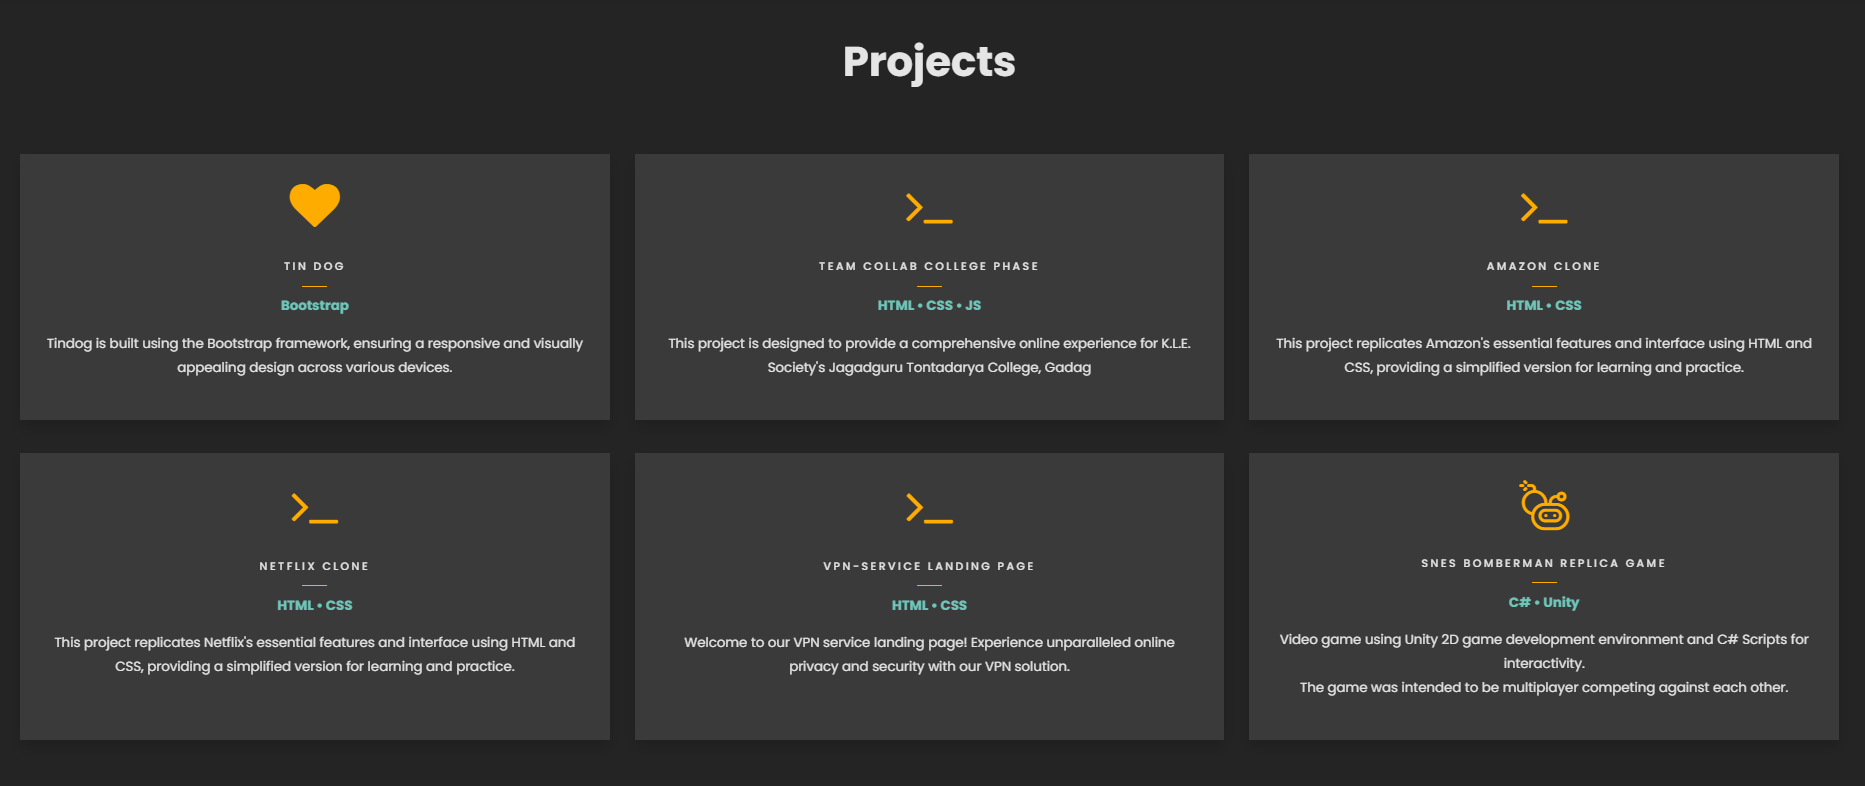 Projects
TIN DOG
Bootstrap
Tindog is built using the Bootstrap framework, ensuring a responsive and visually
appealing design across various devices.
TEAM COLLAB COLLEGE PHASE
HTML • CSS • JS
This project is designed to provide a comprehensive online experience for K.L.E.
Society's Jagadguru Tontadarya College, Gadag
AMAZON CLONE
HTML • CSS
This project replicates Amazon's essential features and interface using HTML and
CSS, providing a simplified version for learning and practice.
NETFLIX CLONE
HTML • CSS
This project replicates Netflix's essential features and interface using HTML and
CSS, providing a simplified version for learning and practice.
VPN-SERVICE LANDING PAGE
HTML • CSS
Welcome to our VPN service landing page! Experience unparalleled online
privacy and security with our VPN solution.
SNES BOMBERMAN REPLICA GAME
C# • Unity
Video game using Unity 2D game development environment and C# Scripts for
interactivity.
The game was intended to be multiplayer competing against each other.